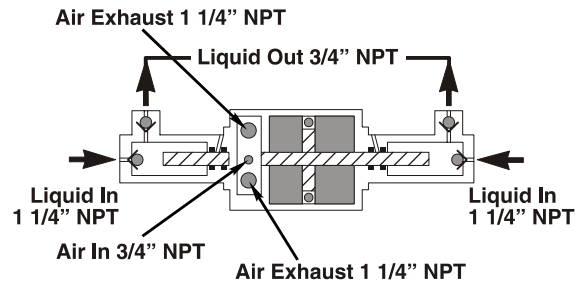 Air Exhaust 1 1/4” NPT
Liquid Out 3/4” NPT
Liquid In
1 1/4” NPT
Liquid In
1 1/4” NPT
Air In 3/4” NPT
Air Exhaust 1 1/4” NPT